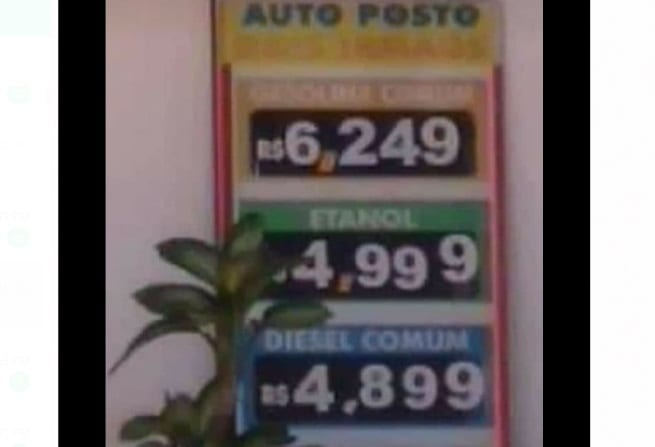 AUTO POSTO
GASOLINA COMUM
R$6,249
ETANOL
$4,999
DIESEL COMUM
R$4,899